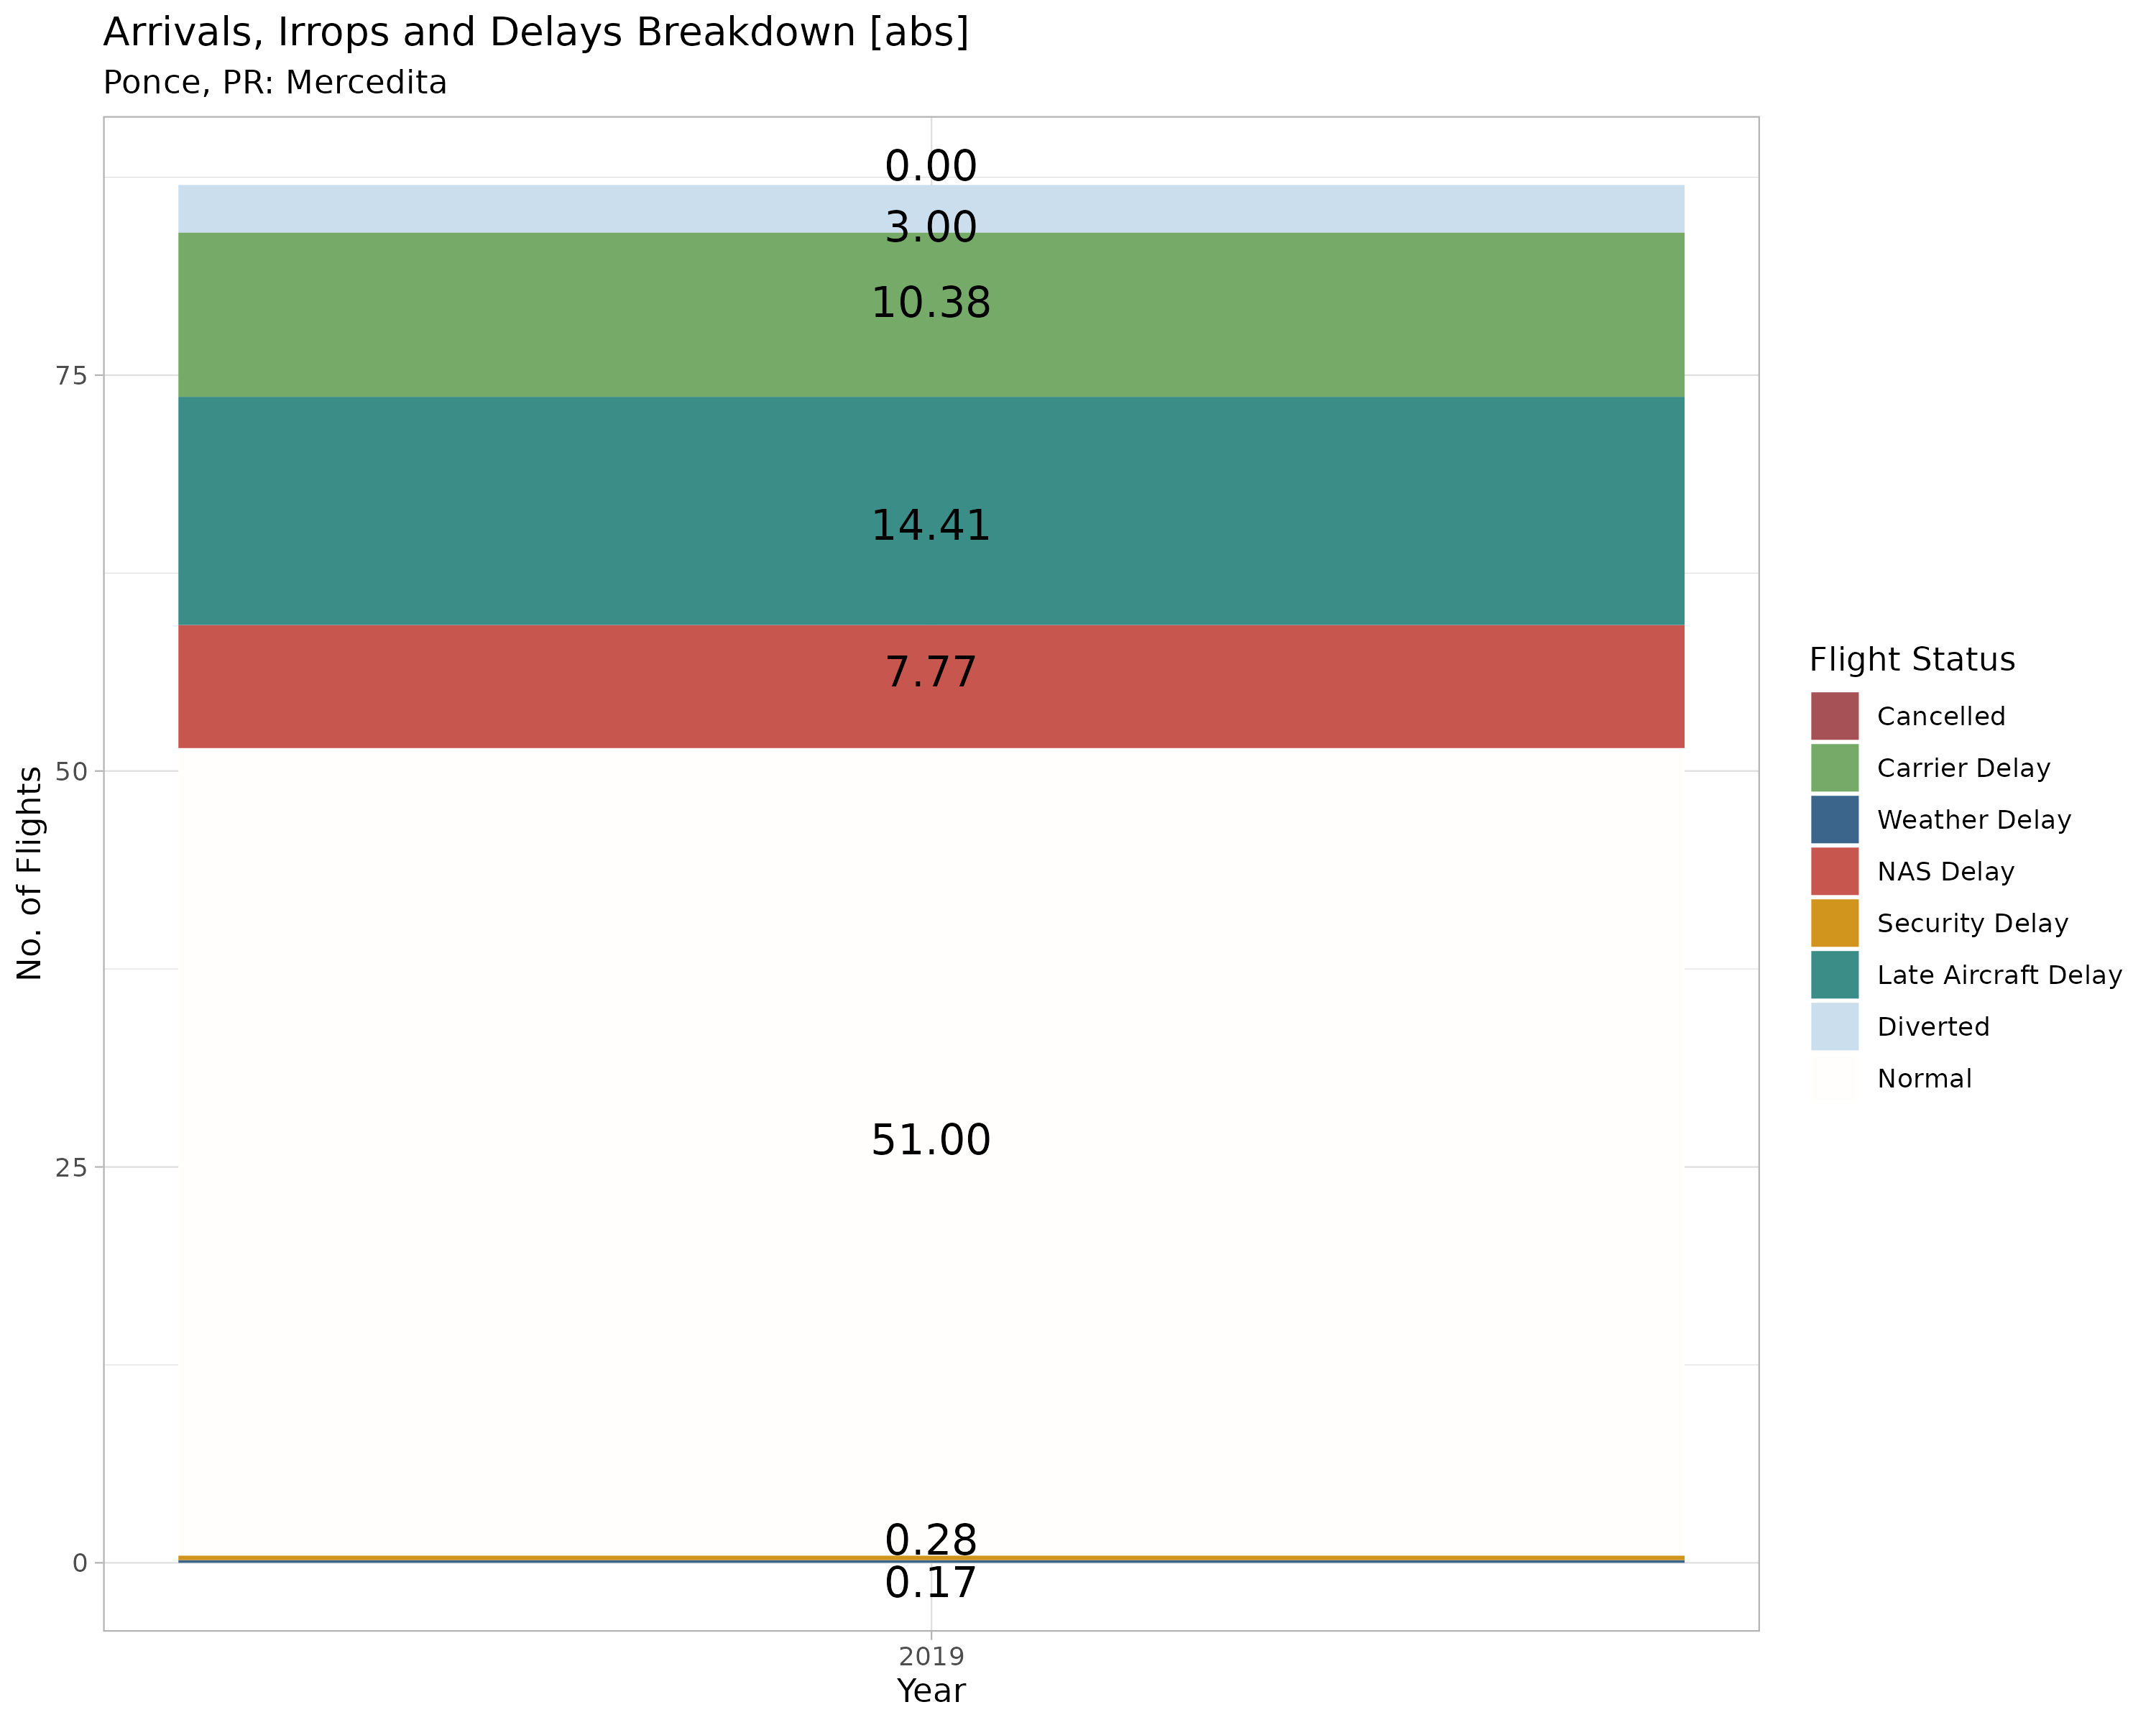 Arrivals, Irrops and Delays Breakdown [abs]
Ponce, PR: Mercedita
0.00
3.00
10.38
75
14.41
7.77
50
51.00
25
0.28
0
0.17
2019
Year
No. of Flights
Flight Status
Cancelled
Carrier Delay
Weather Delay
NAS Delay
Security Delay
Late Aircraft Delay
Diverted
Normal